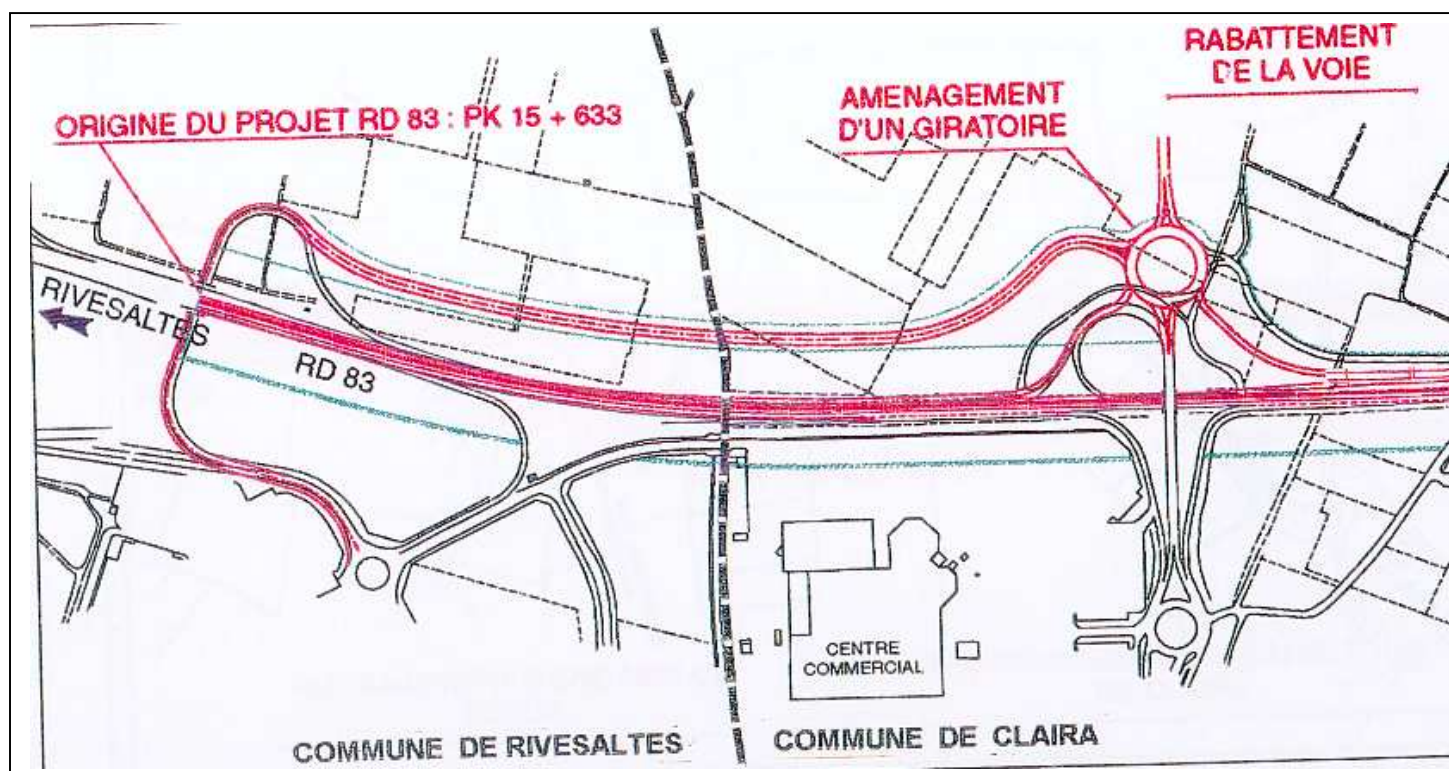 RABATTEMENT
DE LA VOIE
AMENAGEMENT
D'UN GIRATOIRE
ORIGINE DU PROJET RD 83 : PK 15 + 633
RIVESALTES
RD 83
CENTRE
COMMERCIAL
COMMUNE DE RIVESALTES
COMMUNE DE CLAIRA